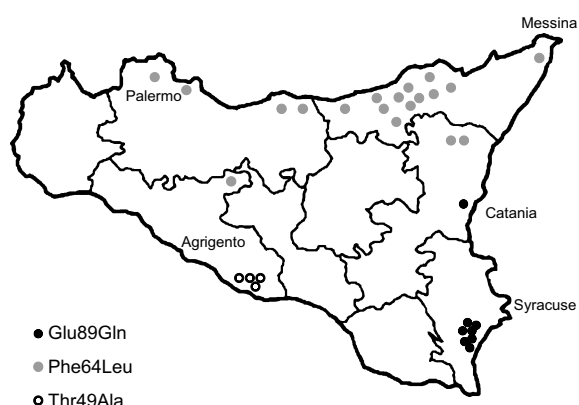 Messina
Palermo
Catania
Agrigento
Syracuse
Glu89Gln
Phe64Leu
Thr49Ala